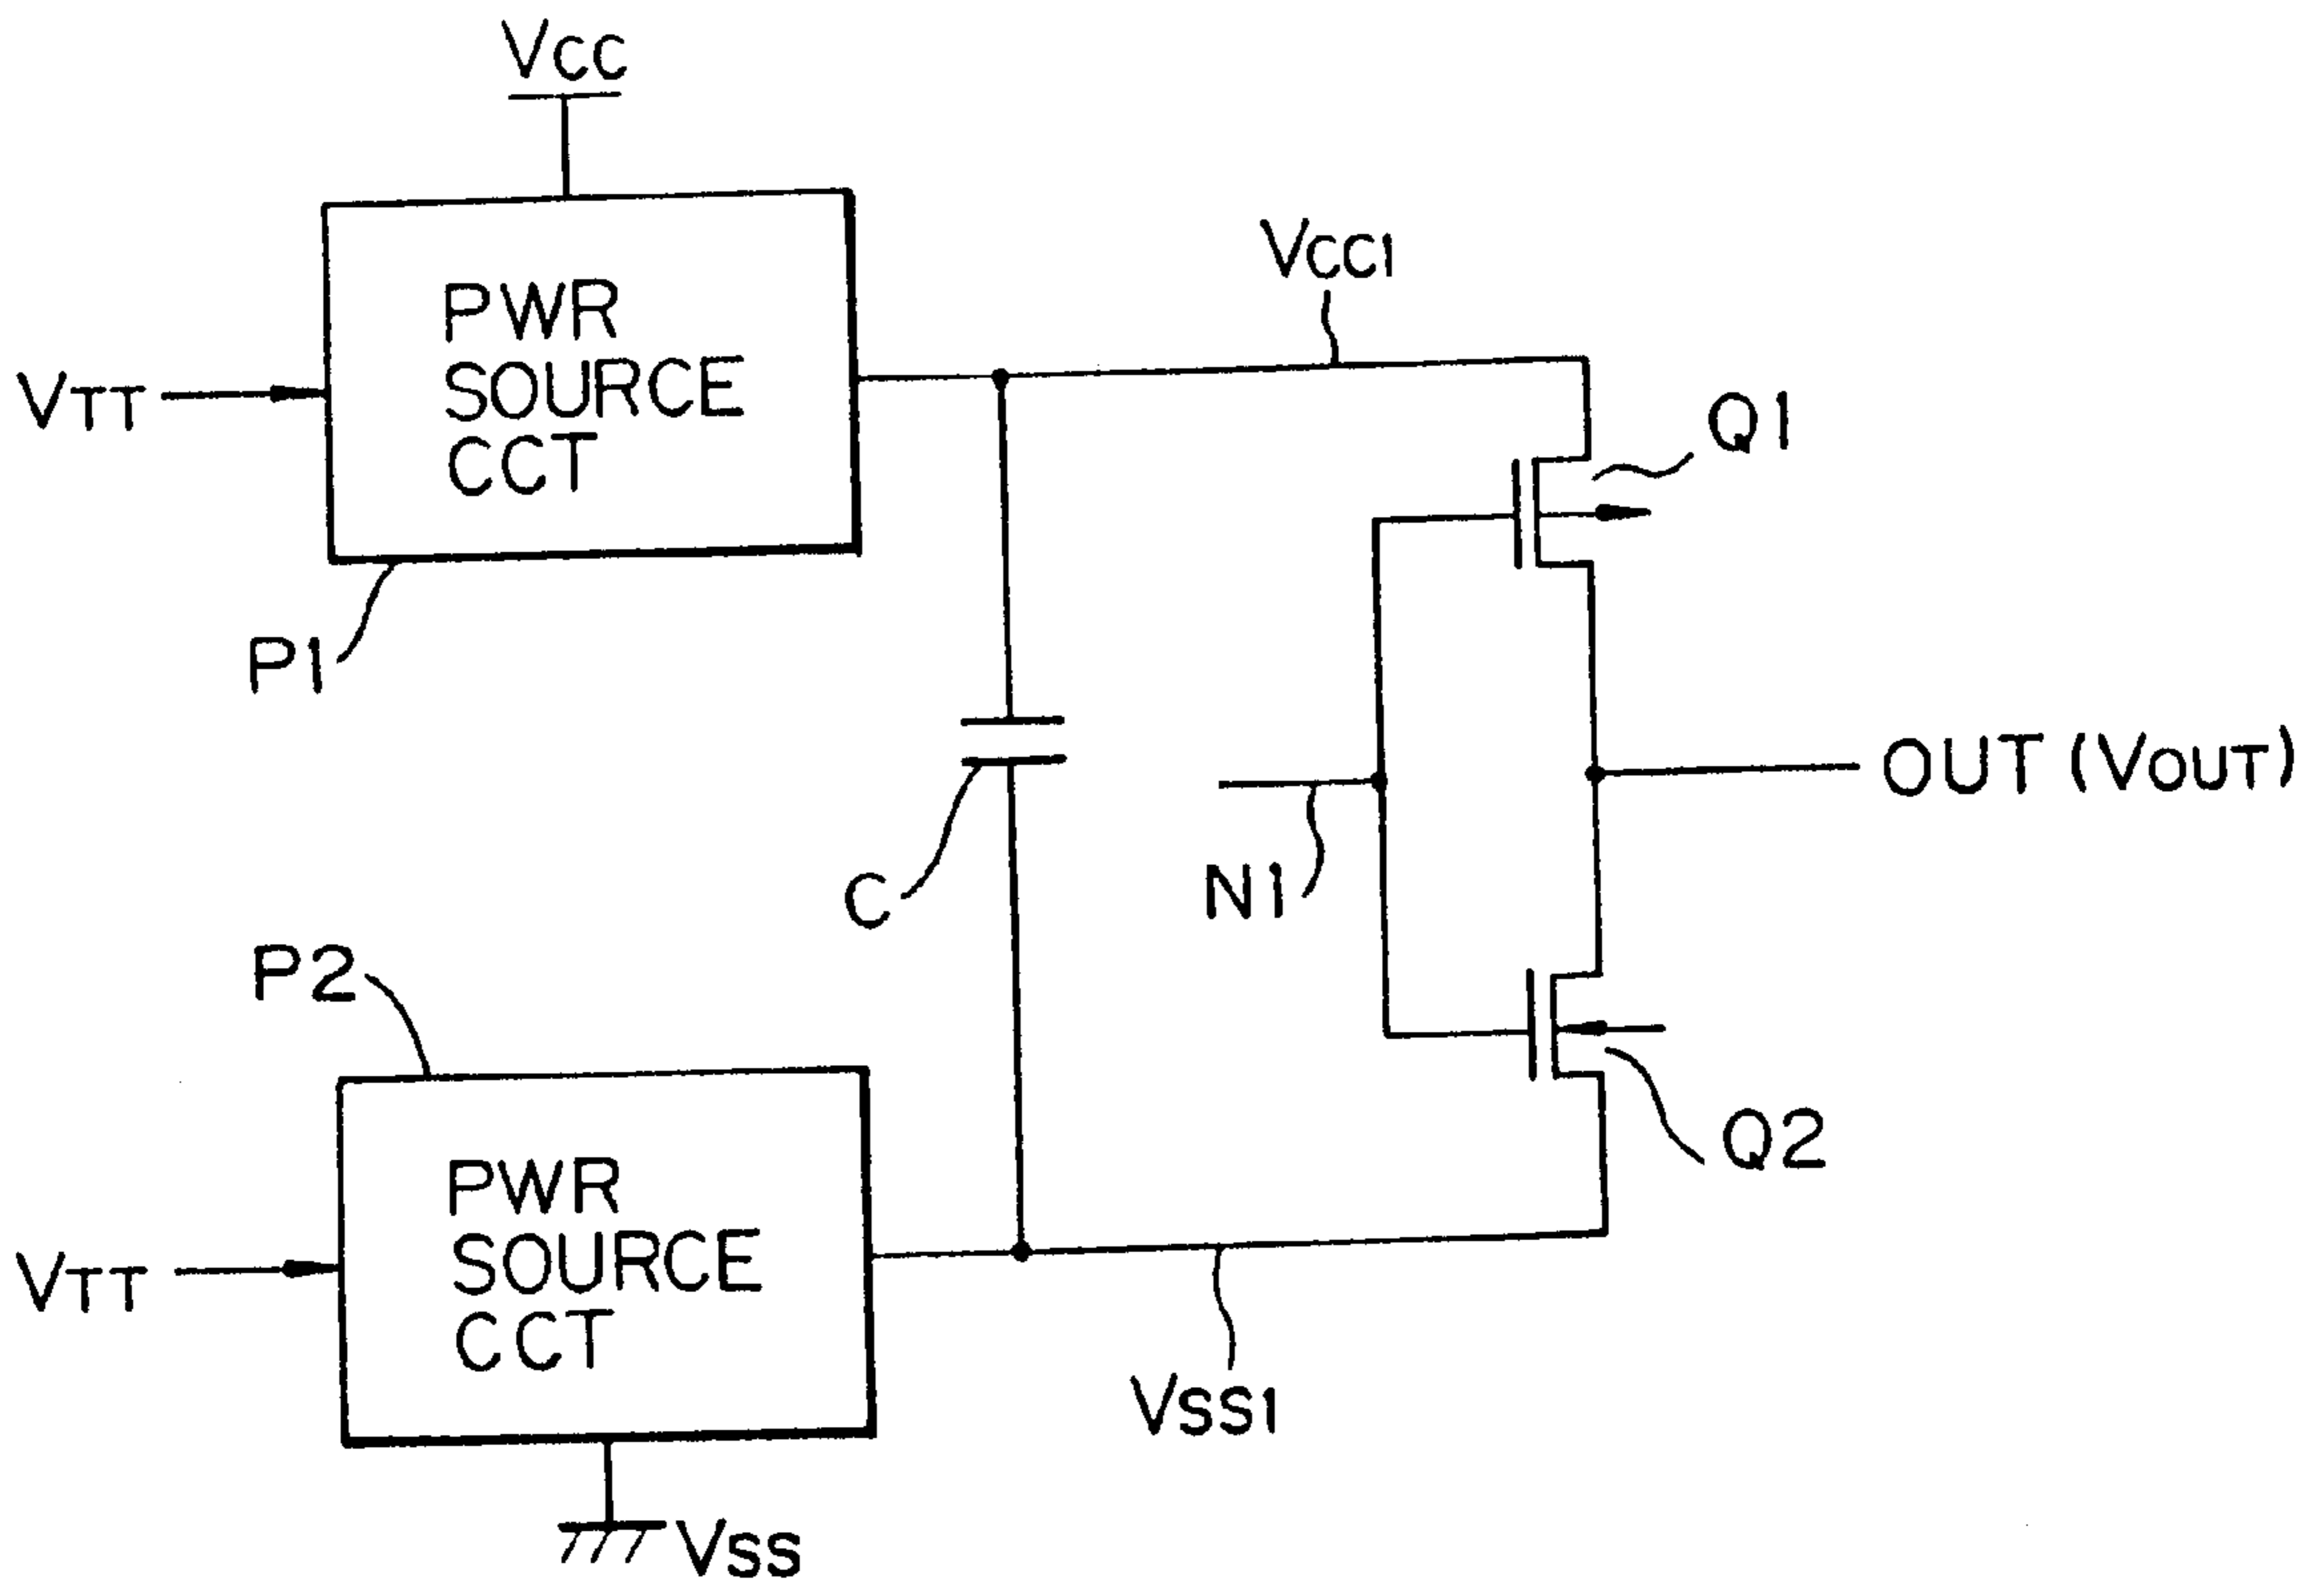 VCC
PWR
SOURCE
CCT
VTT
P1
VCC1
Q1
OUT (VOUT)
C
N1
P2
Q2
PWR
SOURCE
CCT
VTT
VSS1
VSS